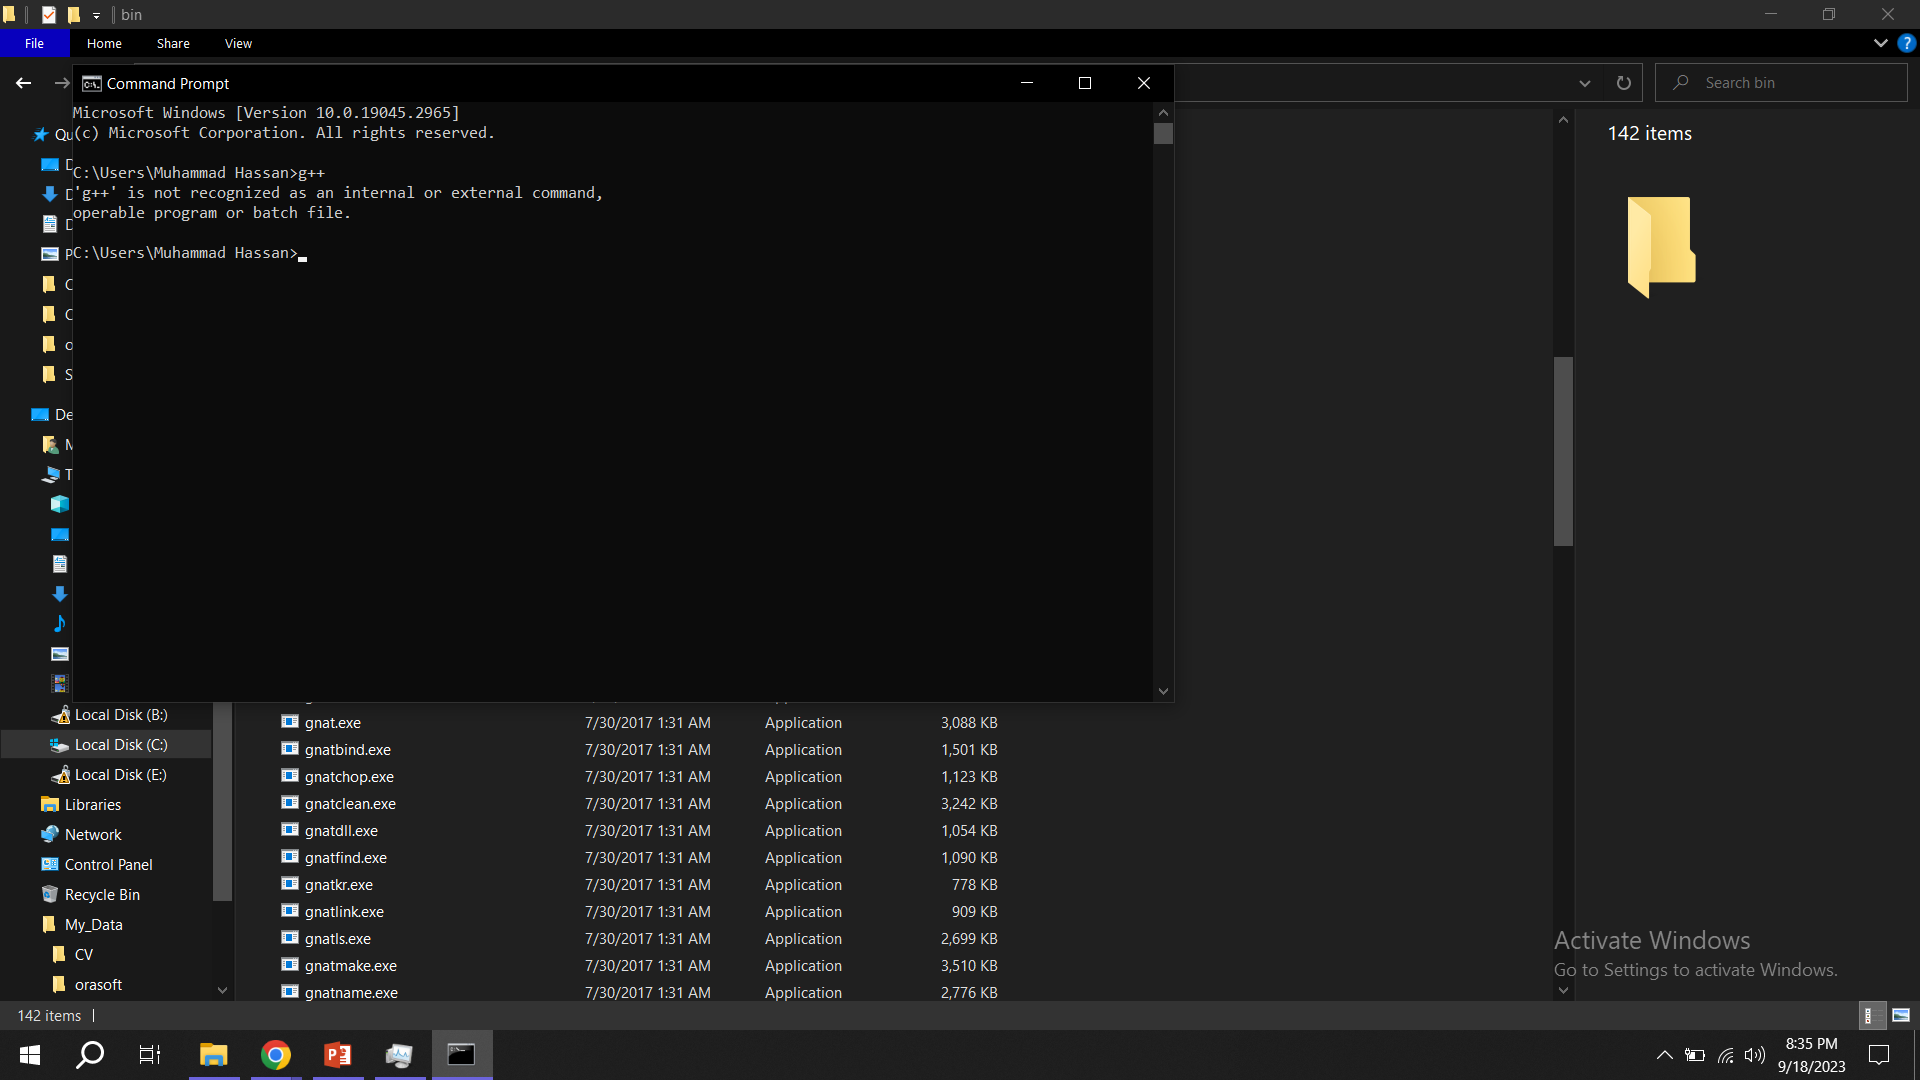 bin
File Home Share View
Search bin
Command Prompt
Microsoft Windows [Version 10.0.19045.2965]
(c) Microsoft Corporation. All rights reserved.
C:\Users\Muhammad Hassan>g++
'g++' is not recognized as an internal or external command,
operable program or batch file.
C:\Users\Muhammad Hassan>
142 items
Local Disk (B:)
Local Disk (C:)
Local Disk (E:)
Libraries
Network
Control Panel
Recycle Bin
My_Data
CV
orasoft
gnat.exe 7/30/2017 1:31 AM Application 3,088 KB
gnatbind.exe 7/30/2017 1:31 AM Application 1,501 KB
gnatchop.exe 7/30/2017 1:31 AM Application 1,123 KB
gnatclean.exe 7/30/2017 1:31 AM Application 3,242 KB
gnatdll.exe 7/30/2017 1:31 AM Application 1,054 KB
gnatfind.exe 7/30/2017 1:31 AM Application 1,090 KB
gnatkr.exe 7/30/2017 1:31 AM Application 778 KB
gnatlink.exe 7/30/2017 1:31 AM Application 909 KB
gnatls.exe 7/30/2017 1:31 AM Application 2,699 KB
gnatmake.exe 7/30/2017 1:31 AM Application 3,510 KB
gnatname.exe 7/30/2017 1:31 AM Application 2,776 KB
Activate Windows
Go to Settings to activate Windows.
142 items
8:35 PM
9/18/2023